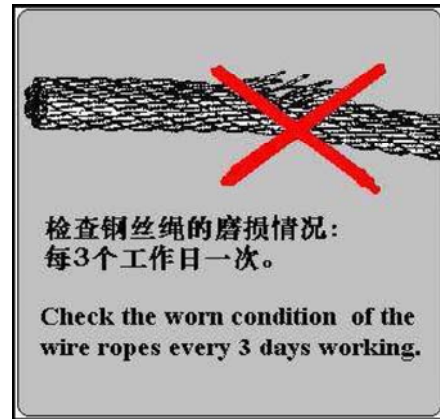 检查钢丝绳的磨损情况：
每3个工作日一次。
Check the worn condition of the
wire ropes every 3 days working.